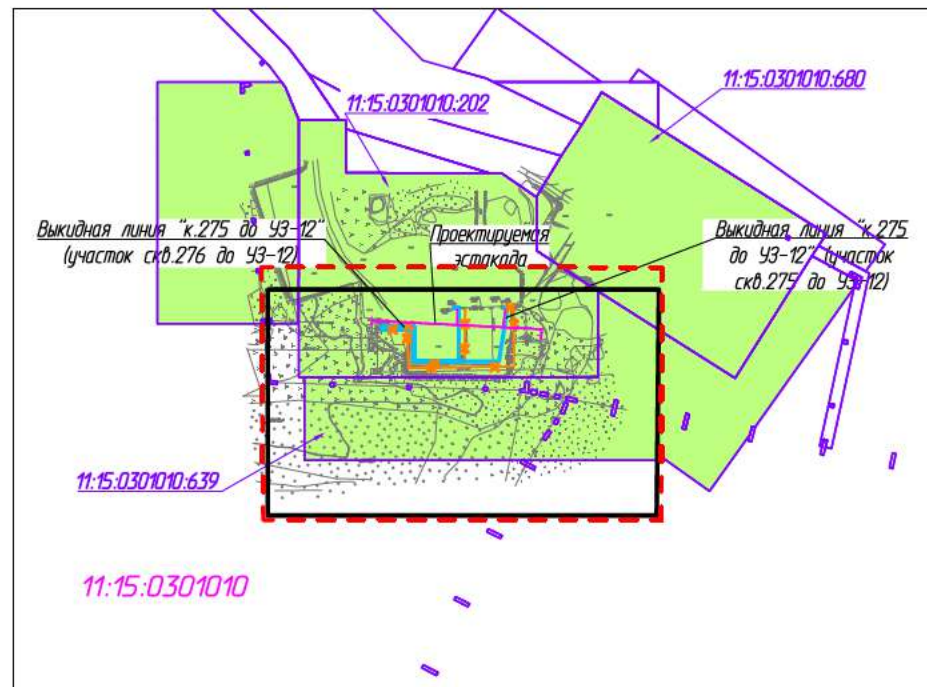 11:15:0301010:680
11:15:0301010:202
Выкидная линия "к.275 до УЗ-12"
(участок скв.276 до УЗ-12)
Проектируемая
эстакада
Выкидная линия "к.275
до УЗ-12" (участок
скв.275 до УЗ-12)
11:15:0301010:639
11:15:0301010